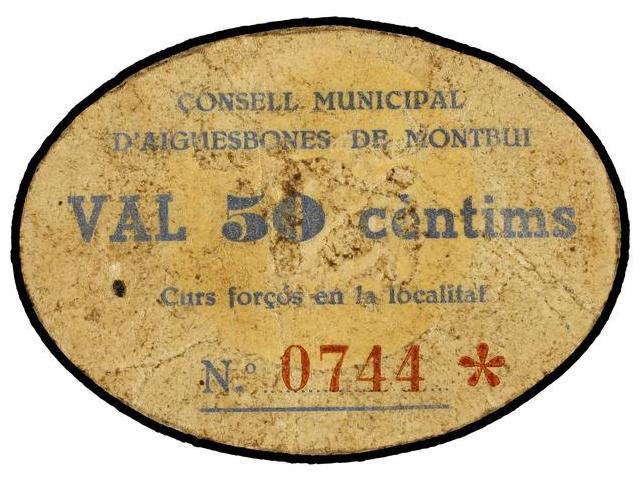 CONSELL MUNICIPAL
D'AIGUESBONES DE MONTBUI
VAL 50 cèntims
Curs forçós en la localitat
N.º 0744 *